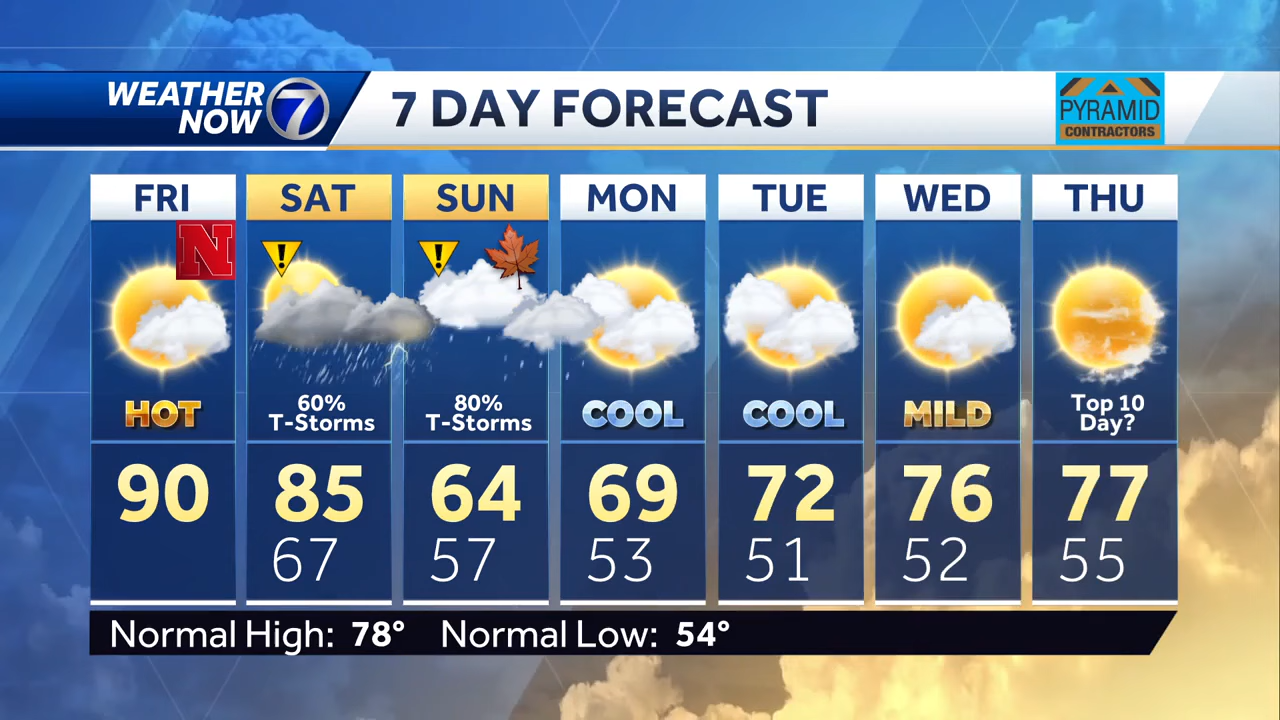 WEATHER
NOW
7
7 DAY FORECAST
PYRAMID
CONTRACTORS
FRI
SAT
SUN
MON
TUE
WED
THU
N
!
!
HOT
60%
T-Storms
80%
T-Storms
COOL
COOL
MILD
Top 10
Day?
90
85
64
69
72
76
77
67
57
53
51
52
55
Normal High: 78° Normal Low: 54°